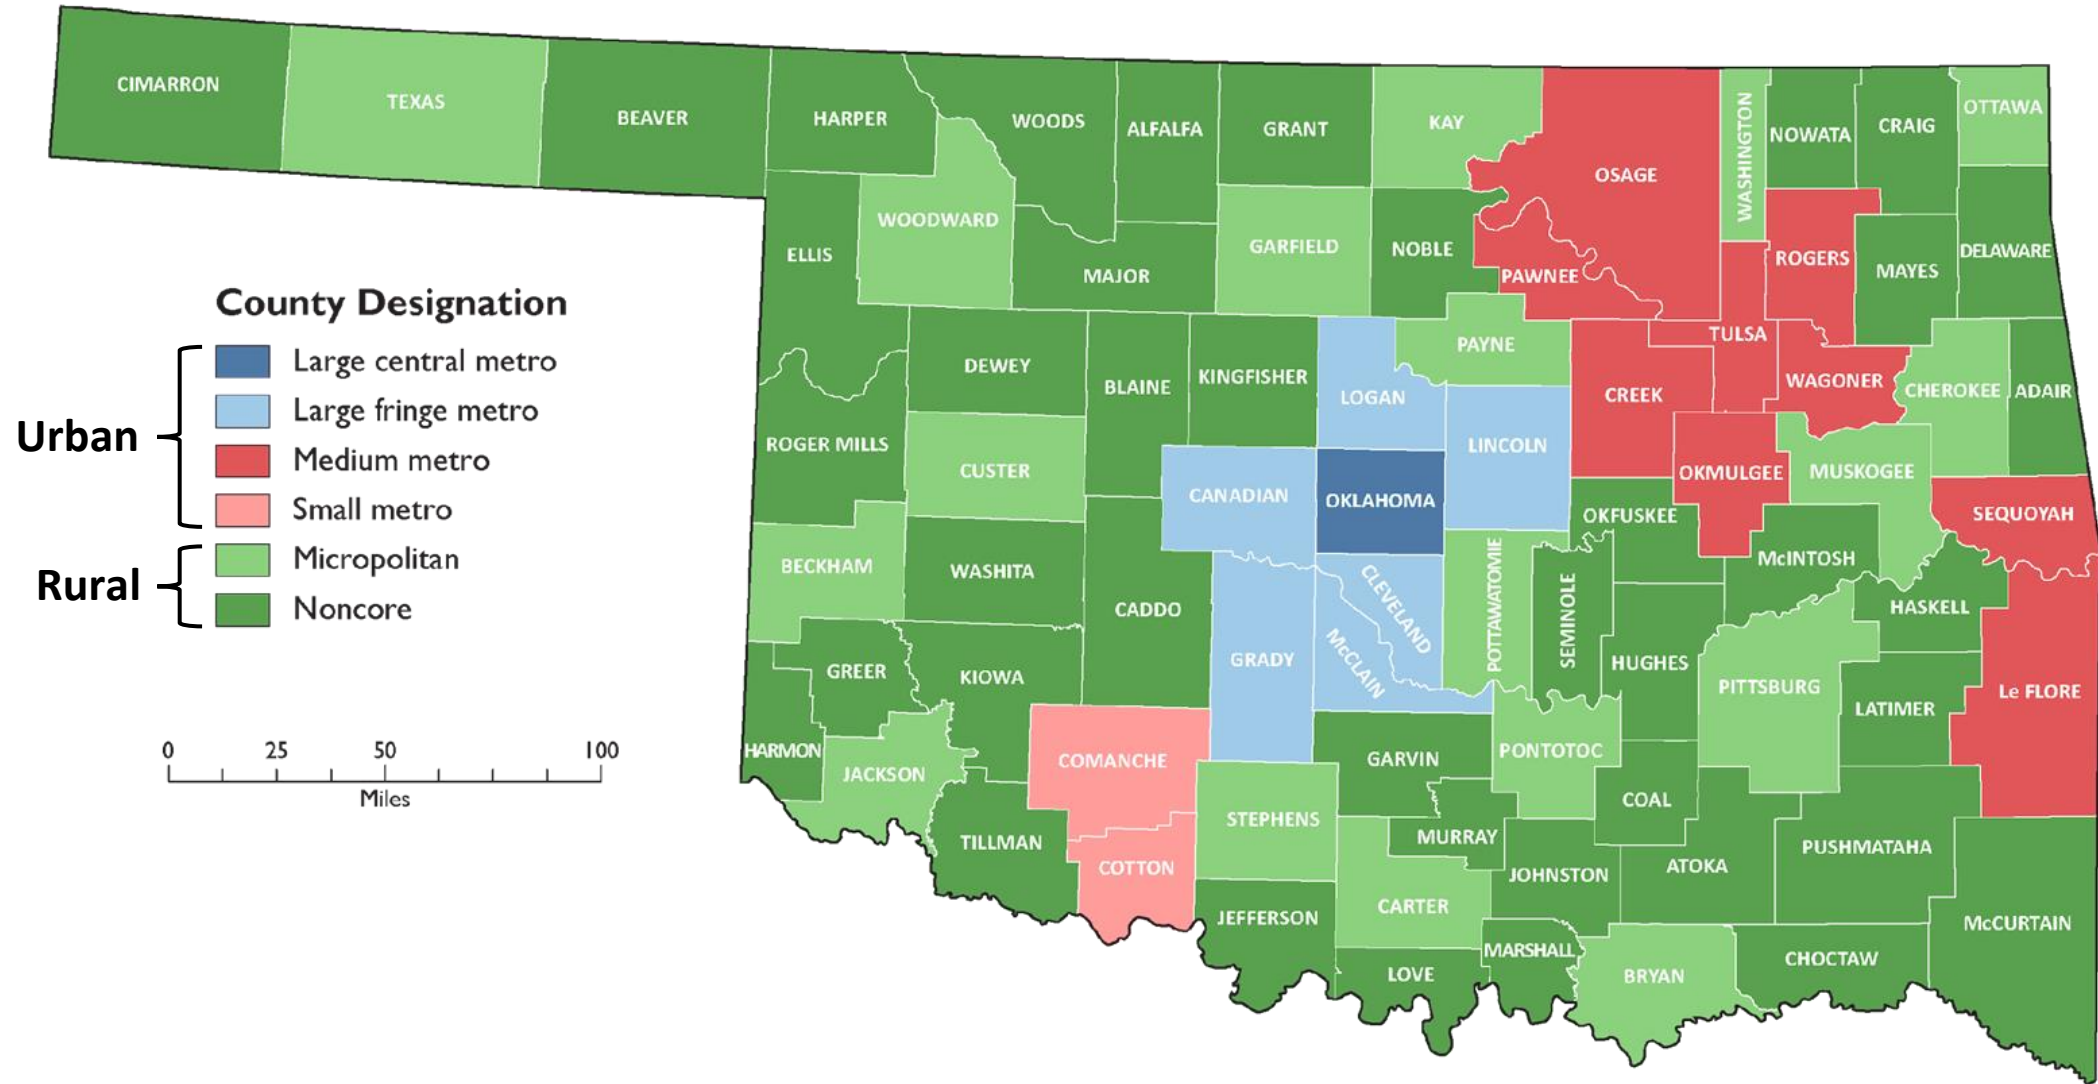 CIMARRON
TEXAS
BEAVER
HARPER
WOODS
ALFALFA
GRANT
KAY
OSAGE
WASHINGTON
NOWATA
CRAIG
OTTAWA
ELLIS
WOODWARD
MAJOR
GARFIELD
NOBLE
PAWNEE
ROGERS
MAYES
DELAWARE
County Designation
Urban
Large central metro
Large fringe metro
Medium metro
Small metro
Rural
Micropolitan
Noncore
DEWEY
BLAINE
KINGFISHER
LOGAN
PAYNE
TULSA
CREEK
WAGONER
CHEROKEE
ADAIR
ROGER MILLS
CUSTER
CANADIAN
OKLAHOMA
LINCOLN
OKMULGEE
MUSKOGEE
OKFUSKEE
SEQUOYAH
BECKHAM
WASHITA
CADDO
CLEVELAND
POTTAWATOMIE
SEMINOLE
McINTOSH
HASKELL
GREER
KIOWA
GRADY
McCLAIN
HUGHES
PITTSBURG
LATIMER
Le FLORE
0 25 50 100
Miles
HARMON
JACKSON
COMANCHE
GARVIN
PONTOTOC
COAL
TILLMAN
COTTON
STEPHENS
MURRAY
JOHNSTON
ATOKA
PUSHMATAHA
JEFFERSON
CARTER
McCURTAIN
LOVE
MARSHALL
BRYAN
CHOCTAW